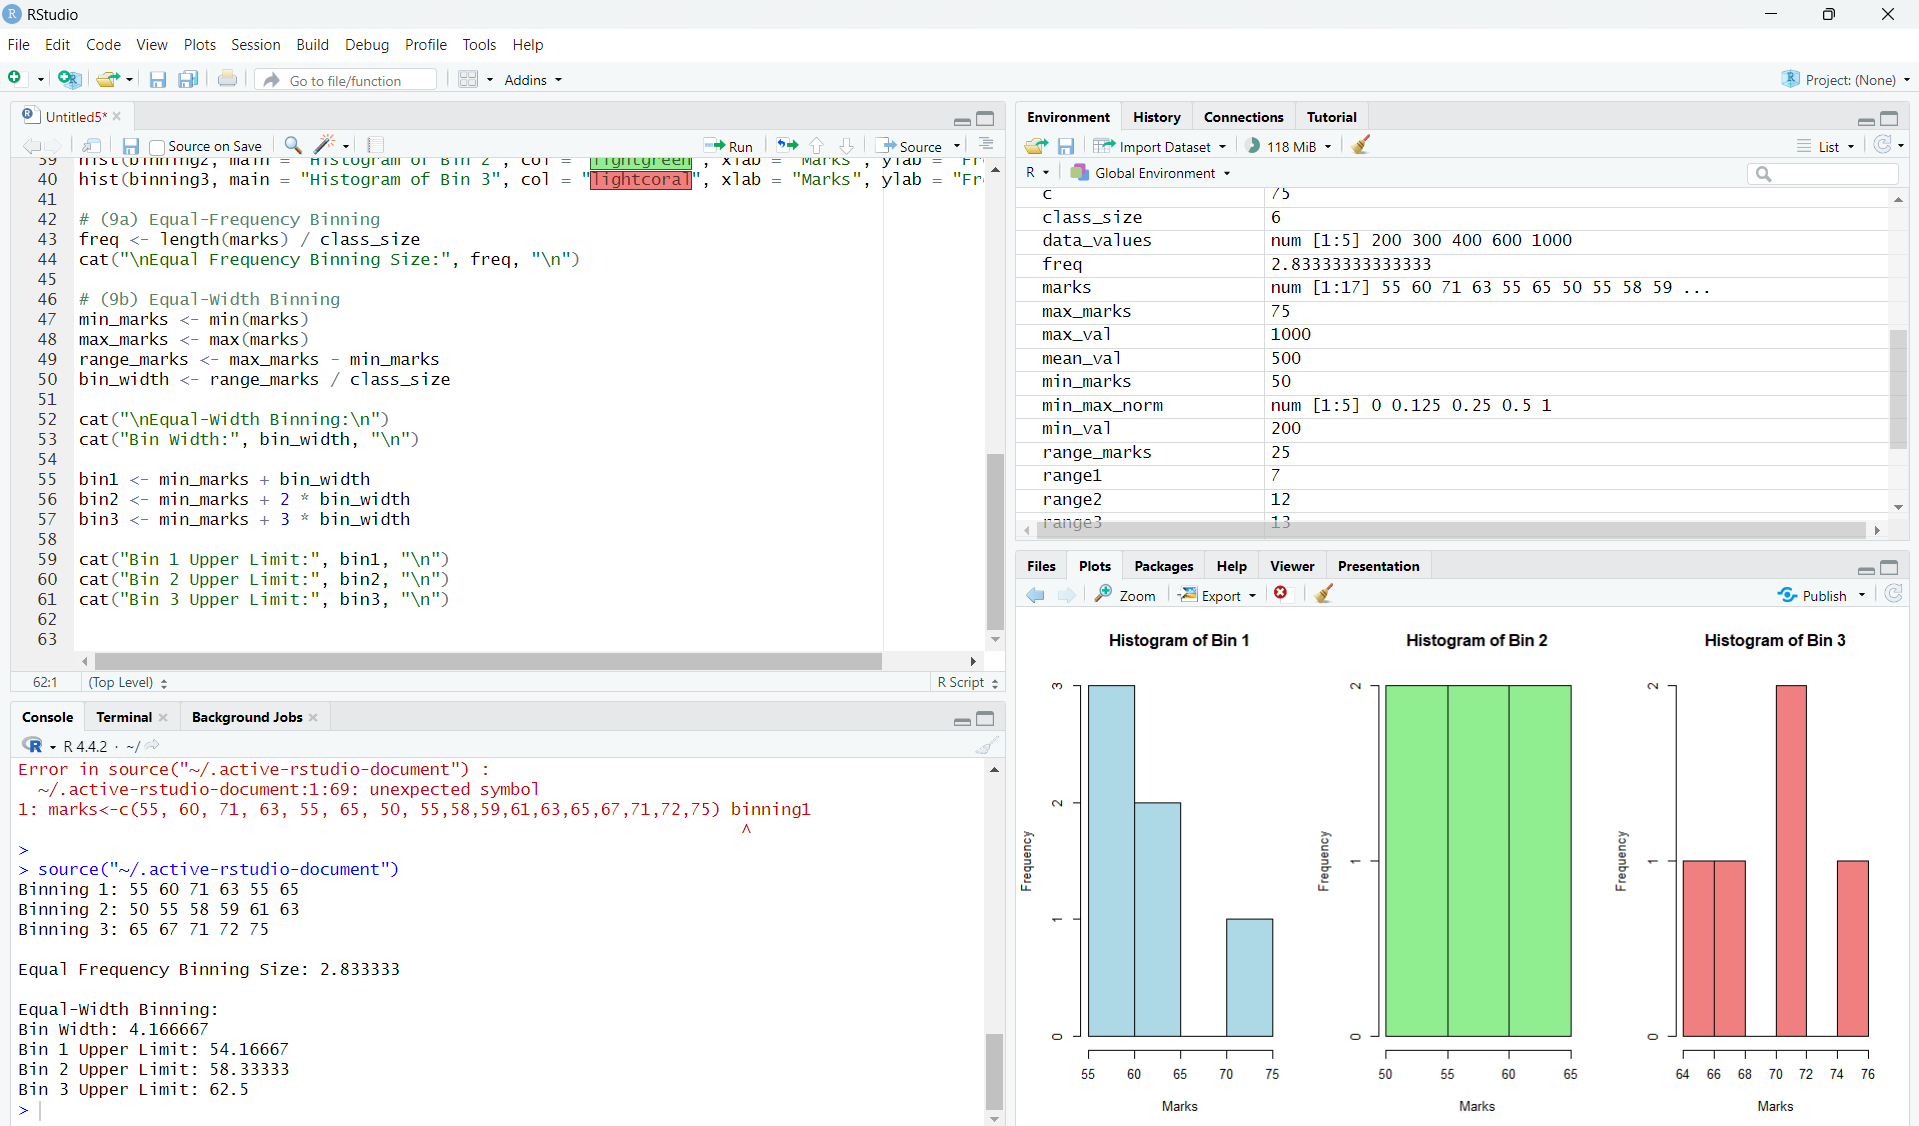 RStudio
File Edit Code View Plots Session Build Debug Profile Tools Help
Go to file/function Addins Project: (None)
Untitled5*
Source on Save Run Source
39 hist(binning2, main = "Histogram of Bin 2", col = "lightgreen", xlab = "Marks", ylab = "Fr
40 hist(binning3, main = "Histogram of Bin 3", col = "lightcoral", xlab = "Marks", ylab = "Fr
41
42 # (9a) Equal-Frequency Binning
43 freq <- length(marks) / class_size
44 cat("\nEqual Frequency Binning Size:", freq, "\n")
45
46 # (9b) Equal-Width Binning
47 min_marks <- min(marks)
48 max_marks <- max(marks)
49 range_marks <- max_marks - min_marks
50 bin_width <- range_marks / class_size
51
52 cat("\nEqual-Width Binning:\n")
53 cat("Bin Width:", bin_width, "\n")
54
55 bin1 <- min_marks + bin_width
56 bin2 <- min_marks + 2 * bin_width
57 bin3 <- min_marks + 3 * bin_width
58
59 cat("Bin 1 Upper Limit:", bin1, "\n")
60 cat("Bin 2 Upper Limit:", bin2, "\n")
61 cat("Bin 3 Upper Limit:", bin3, "\n")
62
63
62:1 (Top Level) R Script
Console Terminal Background Jobs
R 4.4.2 · ~/
Error in source("~/.active-rstudio-document") :
~/.active-rstudio-document:1:69: unexpected symbol
1: marks<-c(55, 60, 71, 63, 55, 65, 50, 55,58,59,61,63,65,67,71,72,75) binning1
^
>
> source("~/.active-rstudio-document")
Binning 1: 55 60 71 63 55 65
Binning 2: 50 55 58 59 61 63
Binning 3: 65 67 71 72 75
Equal Frequency Binning Size: 2.833333
Equal-Width Binning:
Bin Width: 4.166667
Bin 1 Upper Limit: 54.16667
Bin 2 Upper Limit: 58.33333
Bin 3 Upper Limit: 62.5
>
Environment History Connections Tutorial
Import Dataset 118 MiB List
R Global Environment
c 75
class_size 6
data_values num [1:5] 200 300 400 600 1000
freq 2.83333333333333
marks num [1:17] 55 60 71 63 55 65 50 55 58 59 ...
max_marks 75
max_val 1000
mean_val 500
min_marks 50
min_max_norm num [1:5] 0 0.125 0.25 0.5 1
min_val 200
range_marks 25
range1 7
range2 12
range3 13
Files Plots Packages Help Viewer Presentation
Zoom Export Publish
Histogram of Bin 1
Frequency
0 1 2 3
55 60 65 70 75
Marks
Histogram of Bin 2
Frequency
0 1 2
50 55 60 65
Marks
Histogram of Bin 3
Frequency
0 1 2
64 66 68 70 72 74 76
Marks